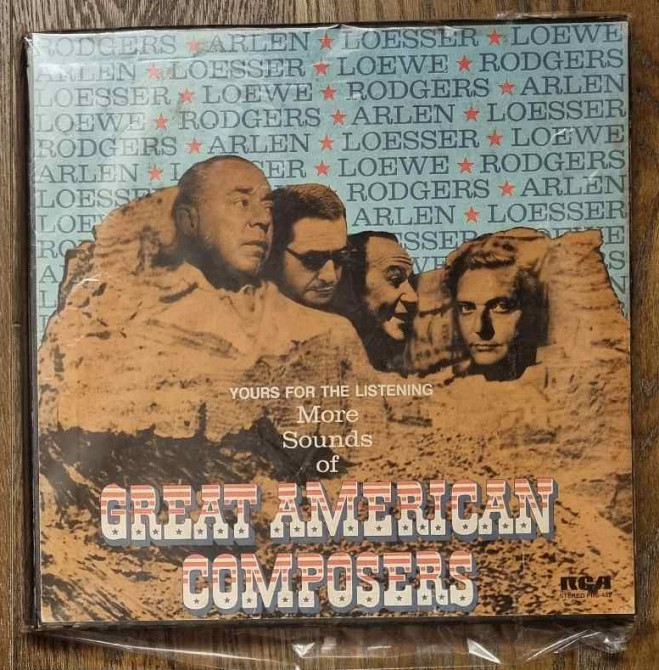 RODGERS ★ ARLEN ★ LOESSER ★ LOEWE
ARLEN ★ LOESSER ★ LOEWE ★ RODGERS
LOESSER ★ LOEWE ★ RODGERS ★ ARLEN
LOEWE ★ RODGERS ★ ARLEN ★ LOESSER
RODGERS ★ ARLEN ★ LOESSER ★ LOEWE
ARLEN ★ LOEWE ★ RODGERS
RODGERS ★ ARLEN
ARLEN ★ LOESSER
YOURS FOR THE LISTENING
More
Sounds
of
GREAT AMERICAN
COMPOSERS
RCA
STEREO